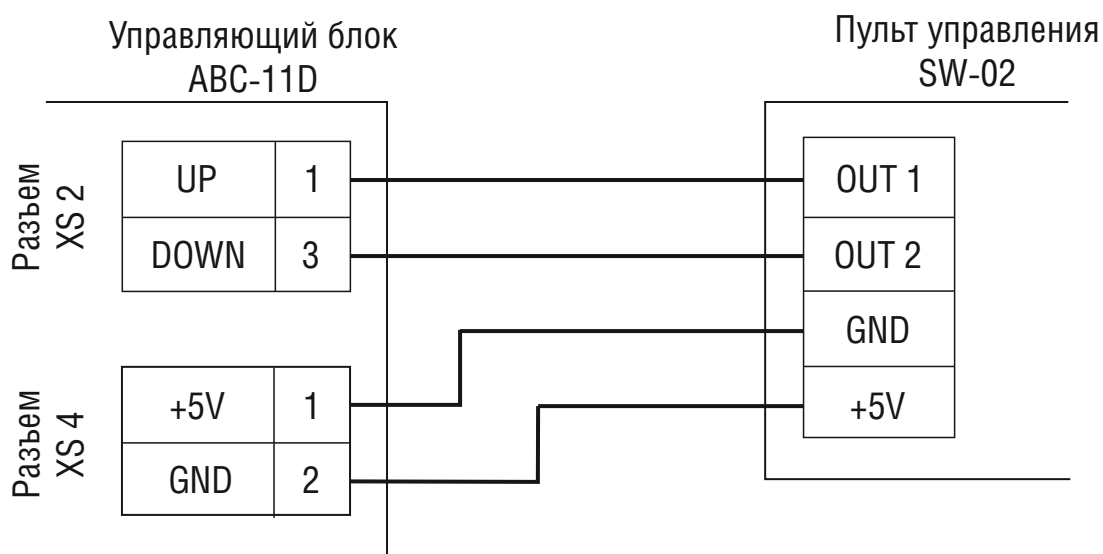 Управляющий блок
ABC-11D
Пульт управления
SW-02
Разъем
XS 2
UP 1
DOWN 3
OUT 1
OUT 2
GND
+5V
Разъем
XS 4
+5V 1
GND 2